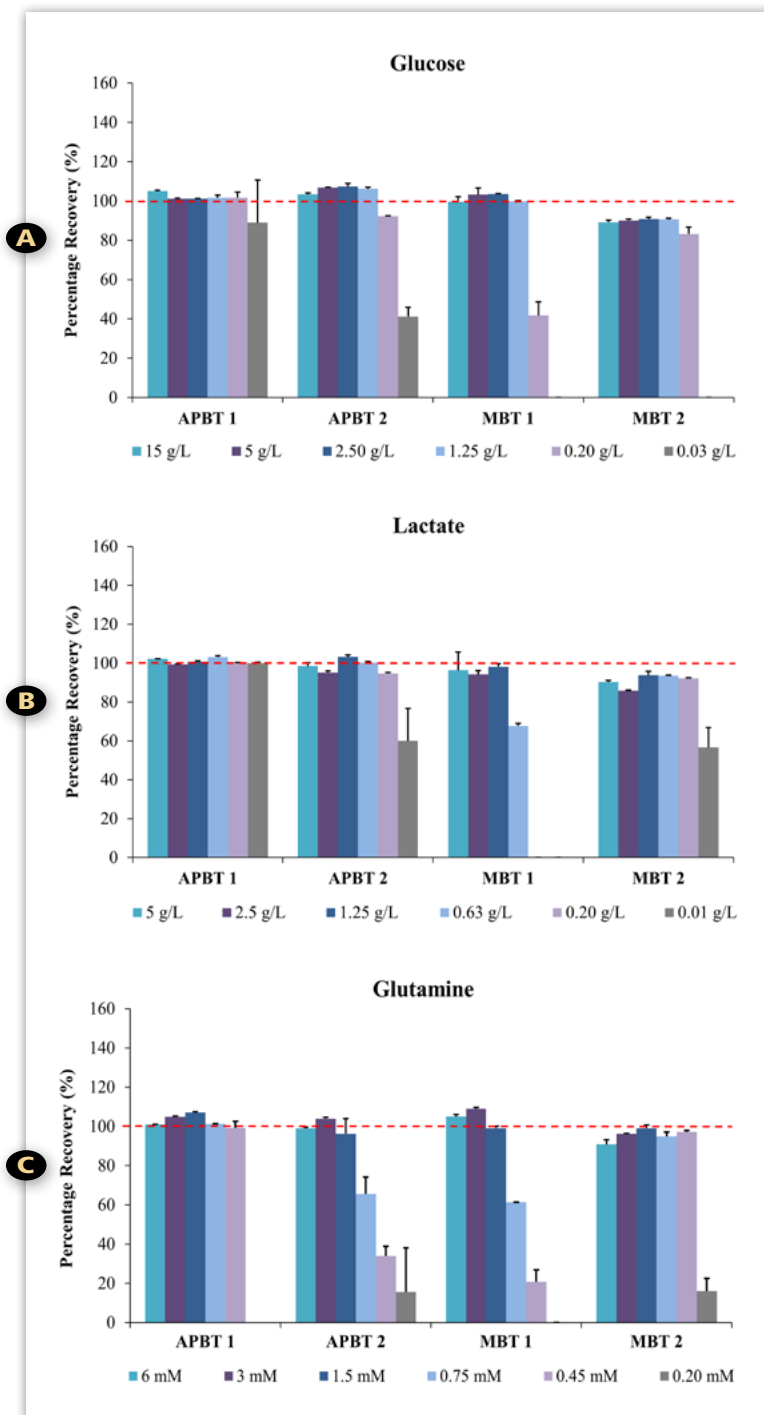 Glucose
Percentage Recovery (%)
160
140
120
100
80
60
40
20
0
A
APBT 1 APBT 2 MBT 1 MBT 2
15 g/L 5 g/L 2.50 g/L 1.25 g/L 0.20 g/L 0.03 g/L
Lactate
Percentage Recovery (%)
160
140
120
100
80
60
40
20
0
B
APBT 1 APBT 2 MBT 1 MBT 2
5 g/L 2.5 g/L 1.25 g/L 0.63 g/L 0.20 g/L 0.01 g/L
Glutamine
Percentage Recovery (%)
160
140
120
100
80
60
40
20
0
C
APBT 1 APBT 2 MBT 1 MBT 2
6 mM 3 mM 1.5 mM 0.75 mM 0.45 mM 0.20 mM